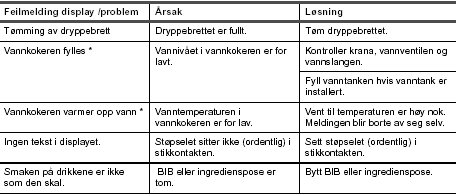 Feilmelding display /problem Årsak Løsning
Tømming av dryppebrett Dryppebrettet er fullt. Tøm dryppebrettet.
Vannkokeren fylles * Vannivået i vannkokeren er for Kontroller krana, vannventilen og
lavt. vannslangen.
Fyll vanntanken hvis vanntank er
installert.
Vannkokeren varmer opp vann * Vanntemperaturen i Vent til temperaturen er høy nok.
vannkokeren er for lav. Meldingen blir borte av seg selv.
Ingen tekst i displayet. Støpselet sitter ikke (ordentlig) i Sett støpselet (ordentlig) i
stikkontakten. stikkontakten.
Smaken på drikkene er ikke BIB eller ingredienspose er Bytt BIB eller ingredienspose.
som den skal. tom.